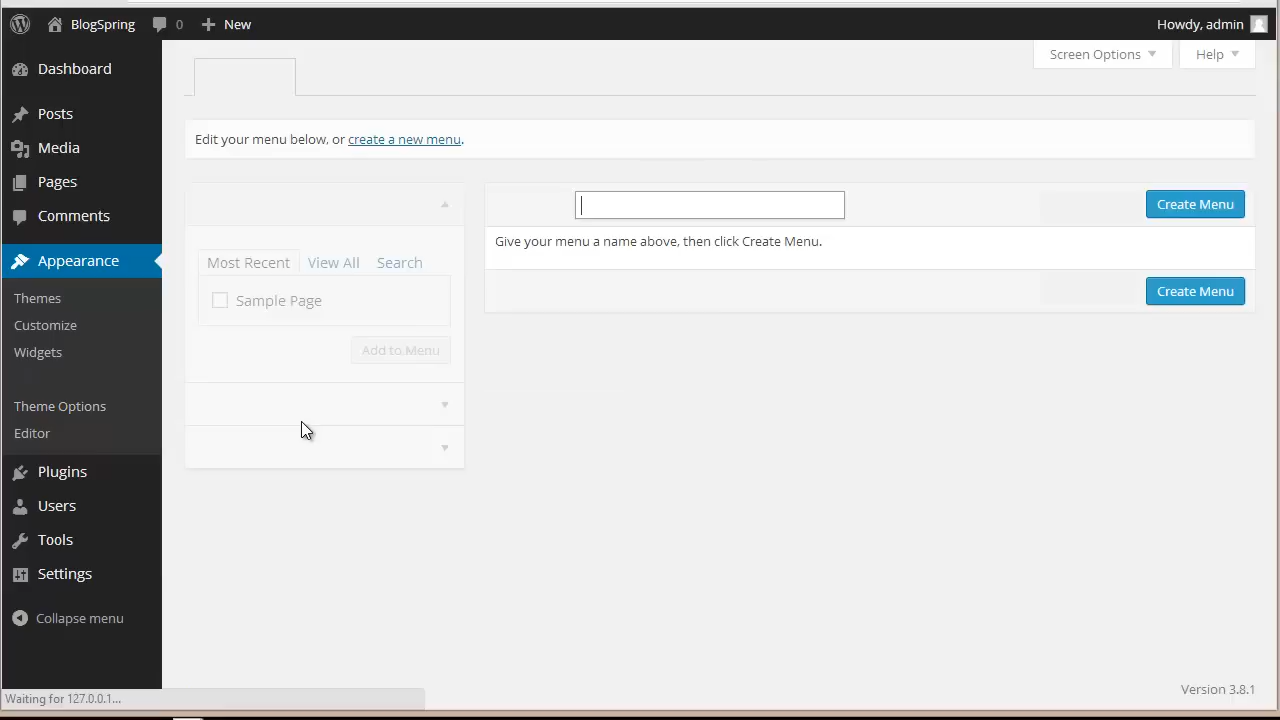 BlogSpring 0 New Howdy, admin
Screen Options Help
Dashboard
Posts
Media
Pages
Comments
Appearance
Themes
Customize
Widgets
Theme Options
Editor
Plugins
Users
Tools
Settings
Collapse menu
Edit your menu below, or create a new menu.
Most Recent View All Search
Sample Page
Add to Menu
Create Menu
Give your menu a name above, then click Create Menu.
Create Menu
Waiting for 127.0.0.1...
Version 3.8.1